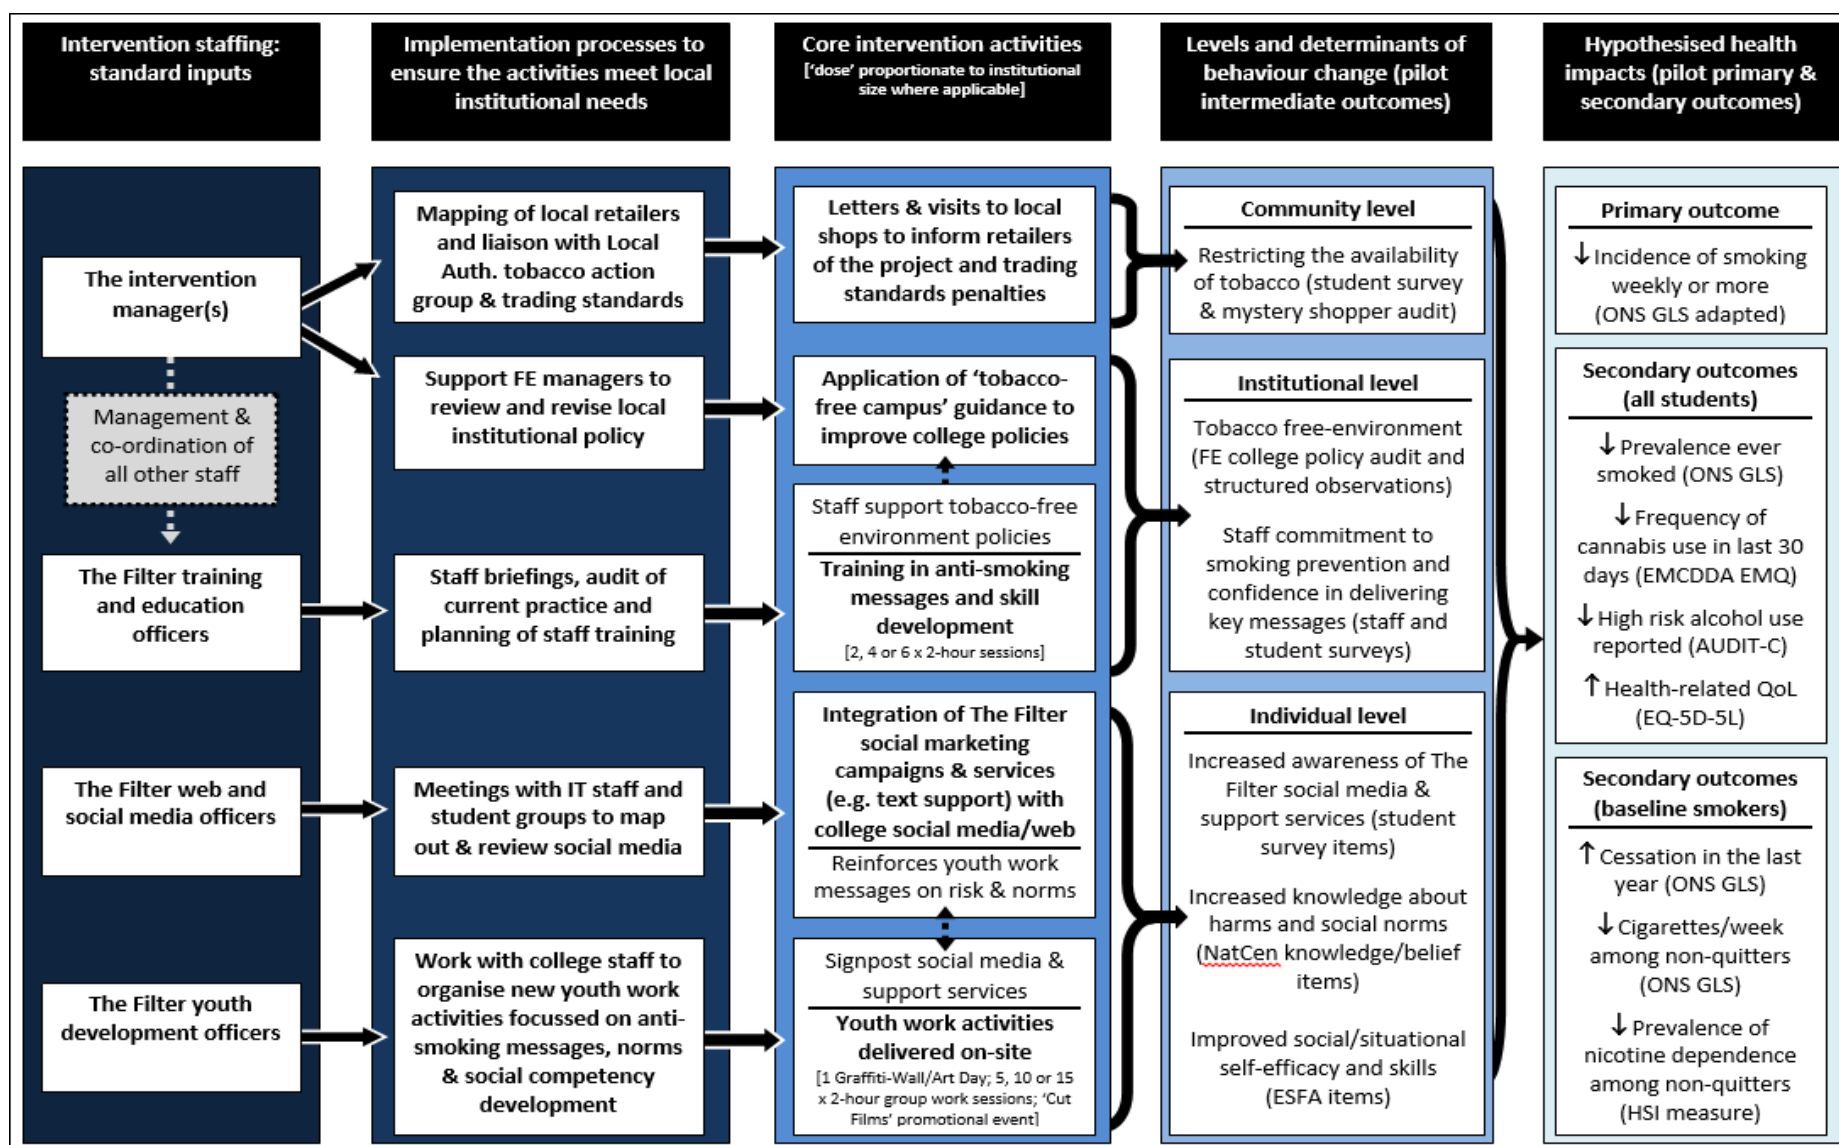 Intervention staffing:
standard inputs
Implementation processes to
ensure the activities meet local
institutional needs
Core intervention activities
[‘dose’ proportionate to institutional
size where applicable]
Levels and determinants of
behaviour change (pilot
intermediate outcomes)
Hypothesised health
impacts (pilot primary &
secondary outcomes)
The intervention
manager(s)
Management &
co-ordination of
all other staff
The Filter training
and education
officers
The Filter web and
social media officers
The Filter youth
development officers
Mapping of local retailers
and liaison with Local
Auth. tobacco action
group & trading standards
Support FE managers to
review and revise local
institutional policy
Staff briefings, audit of
current practice and
planning of staff training
Meetings with IT staff and
student groups to map
out & review social media
Work with college staff to
organise new youth work
activities focussed on anti-
smoking messages, norms
& social competency
development
Letters & visits to local
shops to inform retailers
of the project and trading
standards penalties
Application of ‘tobacco-
free campus’ guidance to
improve college policies
Staff support tobacco-free
environment policies
Training in anti-smoking
messages and skill
development
[2, 4 or 6 x 2-hour sessions]
Integration of The Filter
social marketing
campaigns & services
(e.g. text support) with
college social media/web
Reinforces youth work
messages on risk & norms
Signpost social media &
support services
Youth work activities
delivered on-site
[1 Graffiti-Wall/Art Day; 5, 10 or 15
x 2-hour group work sessions; ‘Cut
Films’ promotional event]
Community level
Restricting the availability
of tobacco (student survey
& mystery shopper audit)
Institutional level
Tobacco free-environment
(FE college policy audit and
structured observations)
Staff commitment to
smoking prevention and
confidence in delivering
key messages (staff and
student surveys)
Individual level
Increased awareness of The
Filter social media &
support services (student
survey items)
Increased knowledge about
harms and social norms
(NatCen knowledge/belief
items)
Improved social/situational
self-efficacy and skills
(ESFA items)
Primary outcome
↓Incidence of smoking
weekly or more
(ONS GLS adapted)
Secondary outcomes
(all students)
↓Prevalence ever
smoked (ONS GLS)
↓Frequency of
cannabis use in last 30
days (EMCDDA EMQ)
↓High risk alcohol use
reported (AUDIT-C)
↑Health-related QoL
(EQ-5D-5L)
Secondary outcomes
(baseline smokers)
↑Cessation in the last
year (ONS GLS)
↓Cigarettes/week
among non-quitters
(ONS GLS)
↓Prevalence of
nicotine dependence
among non-quitters
(HSI measure)